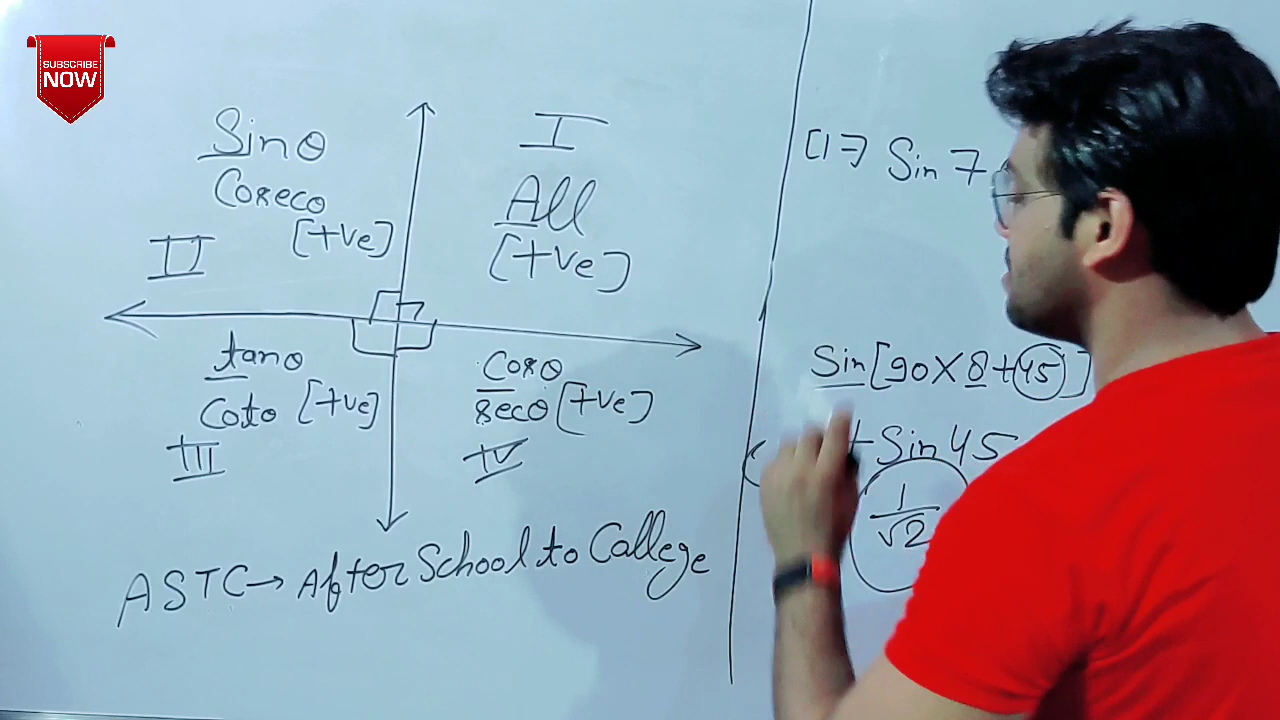 SUBSCRIBE
NOW
Sinθ
Cosecθ
[+ve]
II
I
All
[+ve]
tanθ
Cotθ [+ve]
III
Cosθ
Secθ [+ve]
IV
ASTC→ After School to Callege
[1⇒ Sin 7
Sin[90×8+45]
+ Sin 45
1
√2